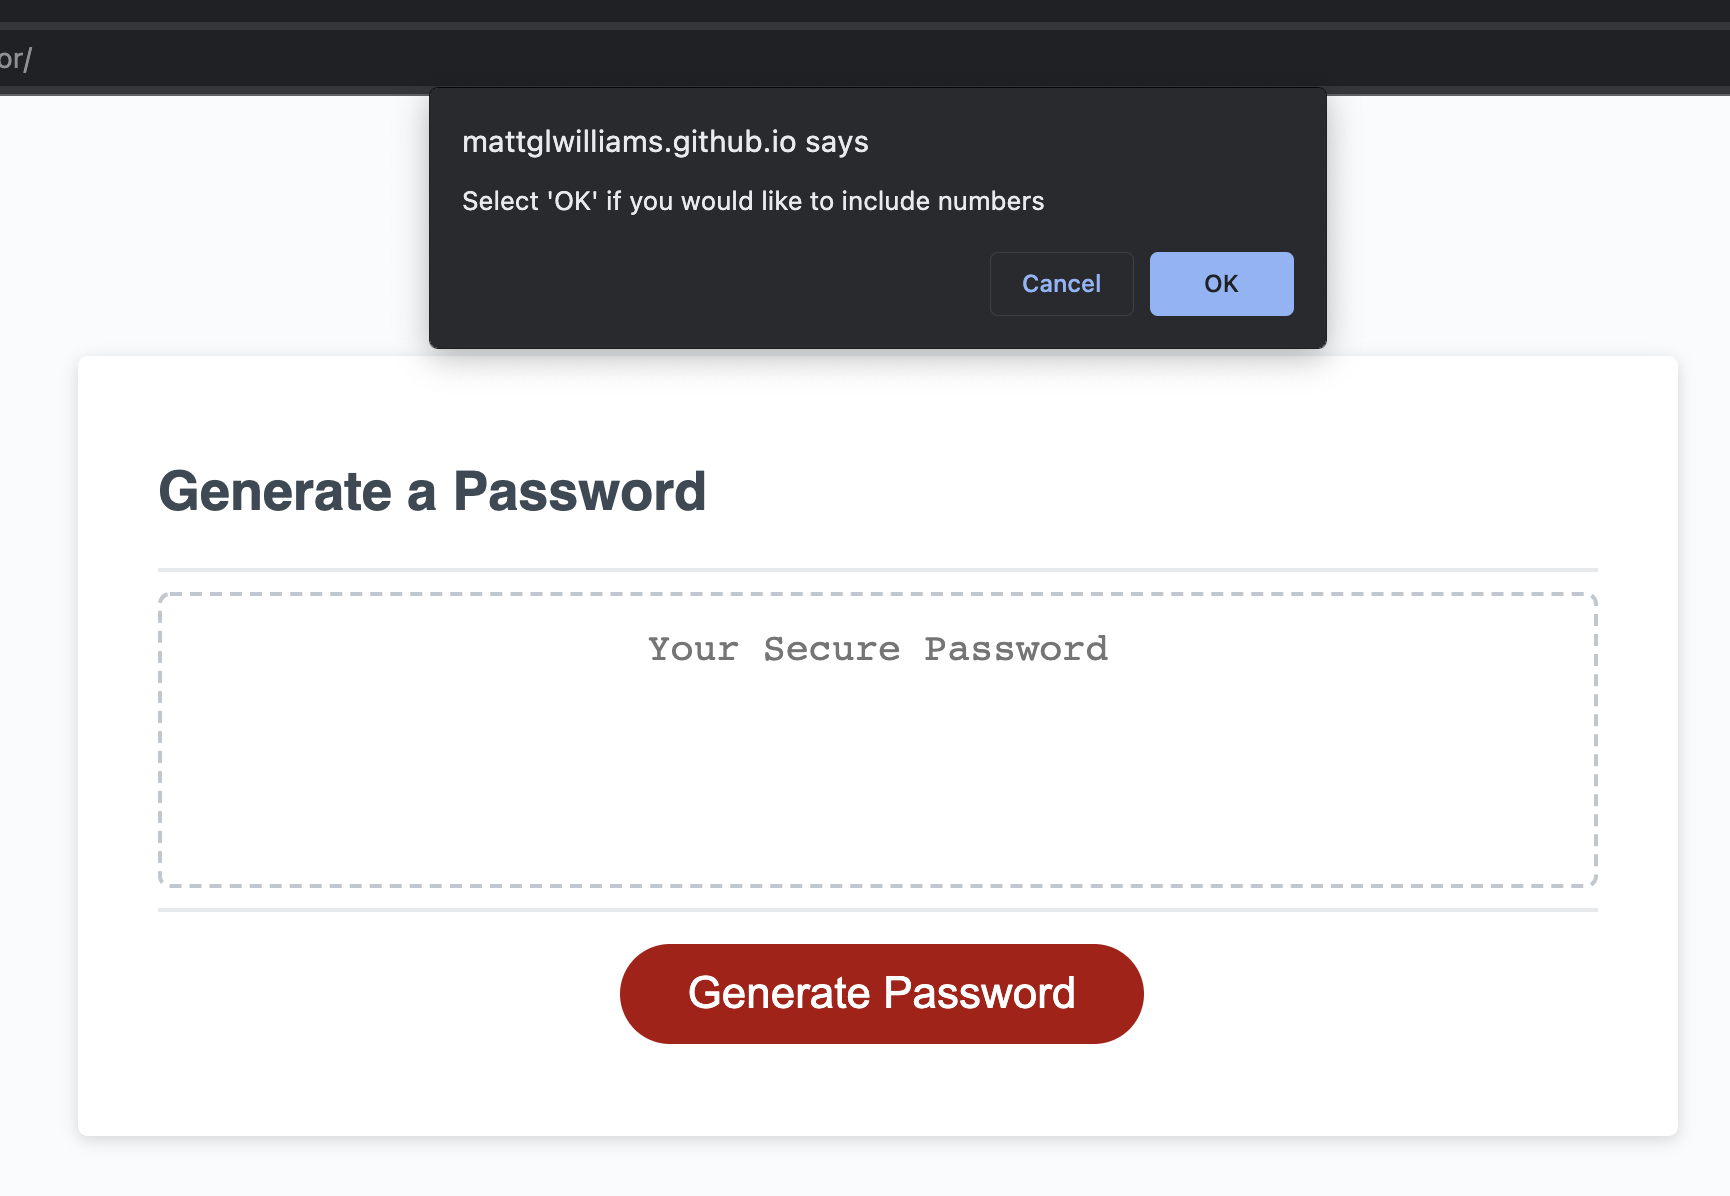 or/
mattglwilliams.github.io says
Select 'OK' if you would like to include numbers
Cancel
OK
Generate a Password
Your Secure Password
Generate Password